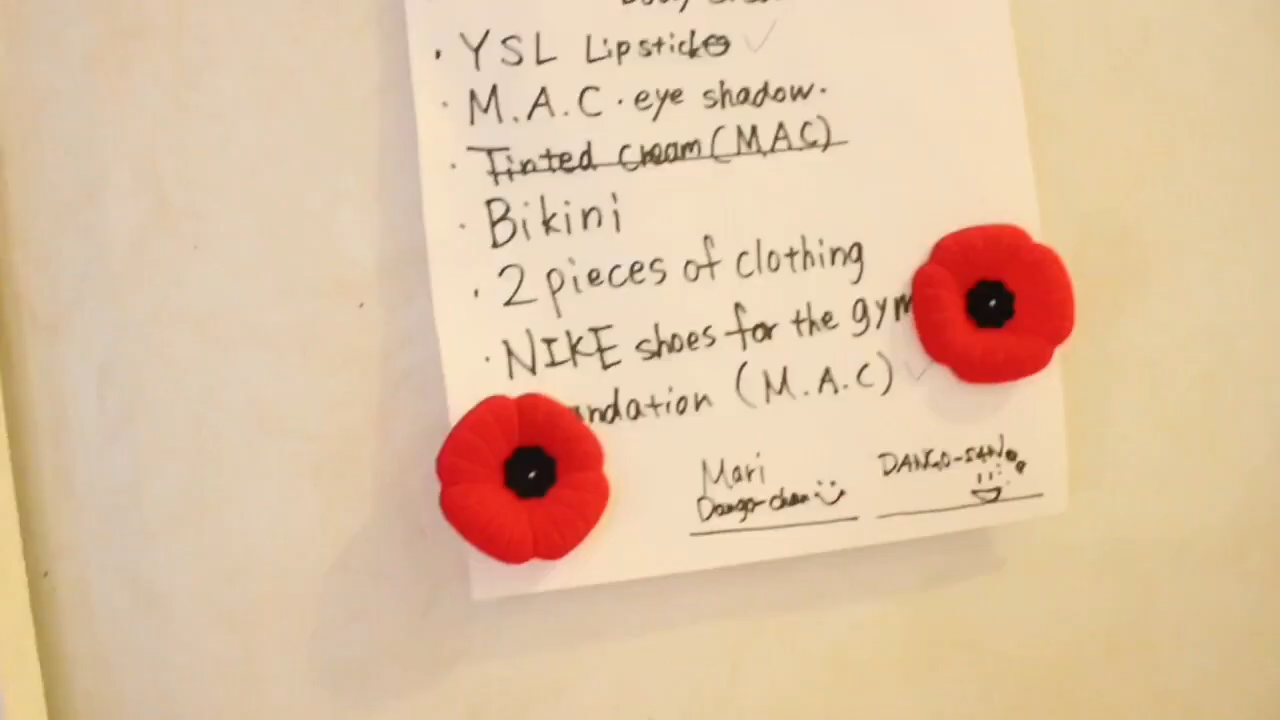 · YSL Lipstick
· M.A.C. eye shadow.
· Tinted cream (M.A.C)
· Bikini
· 2 pieces of clothing
· NIKE shoes for the gym
ndation (M.A.C)
Mari
Dango-chan
DANGO-SAN